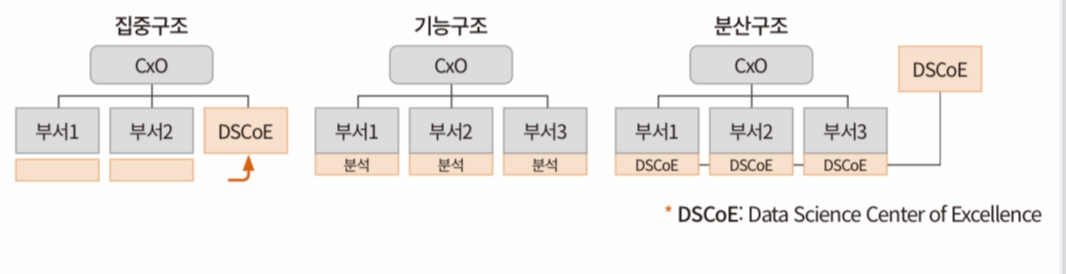 집중구조
CxO
부서1
부서2
DSCoE
기능구조
CxO
부서1
부서2
부서3
분석
분석
분석
분산구조
CxO
DSCoE
부서1
부서2
부서3
DSCoE
DSCoE
DSCoE
* DSCoE: Data Science Center of Excellence